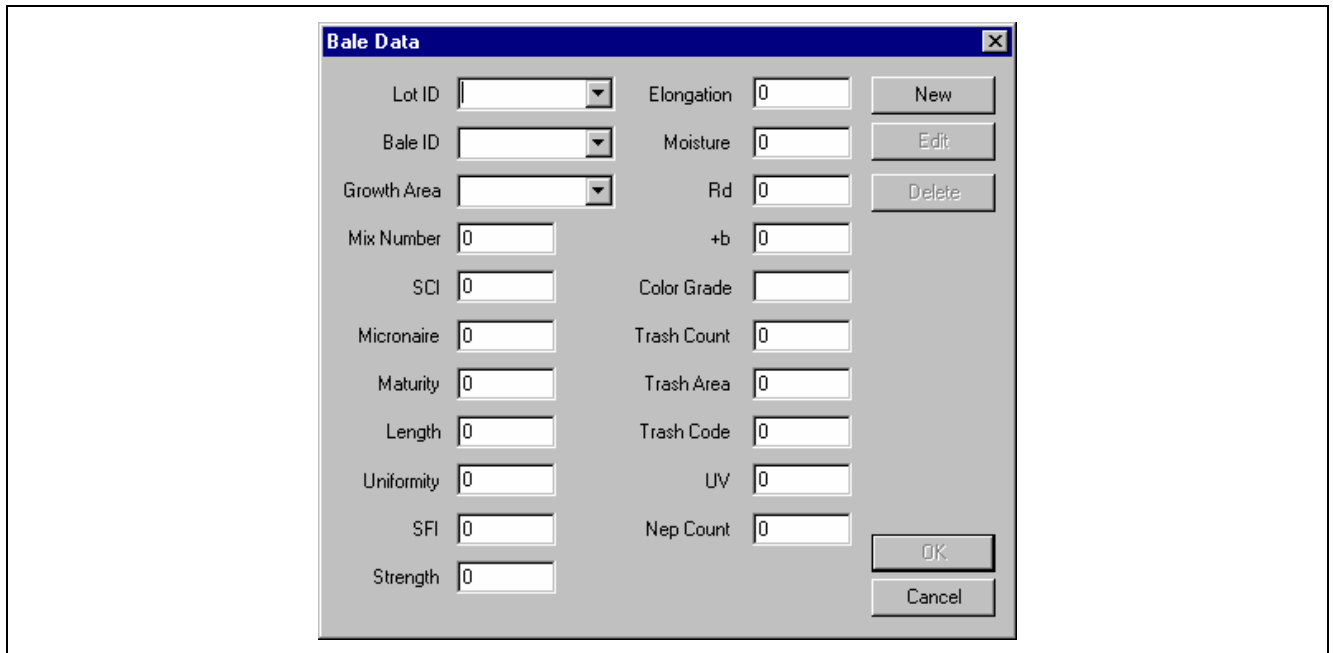 Bale Data
Lot ID Elongation 0 New
Bale ID Moisture 0 Edit
Growth Area Rd 0 Delete
Mix Number 0 +b 0
SCI 0 Color Grade
Micronaire 0 Trash Count 0
Maturity 0 Trash Area 0
Length 0 Trash Code 0
Uniformity 0 UV 0
SFI 0 Nep Count 0
OK
Strength 0
Cancel